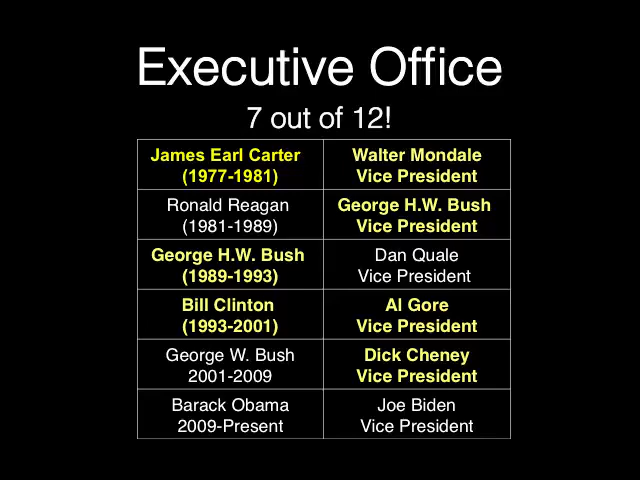 Executive Office
7 out of 12!
James Earl Carter
(1977-1981)
Walter Mondale
Vice President
Ronald Reagan
(1981-1989)
George H.W. Bush
Vice President
George H.W. Bush
(1989-1993)
Dan Quale
Vice President
Bill Clinton
(1993-2001)
Al Gore
Vice President
George W. Bush
2001-2009
Dick Cheney
Vice President
Barack Obama
2009-Present
Joe Biden
Vice President